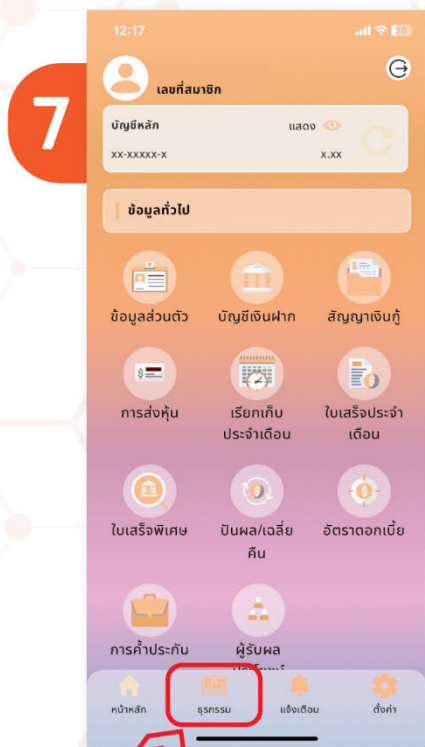 12:17
28
7
เลขที่สมาชิก
บัญชีหลัก แสดง
xx-xxxxx-x x.xx
ข้อมูลทั่วไป
ข้อมูลส่วนตัว บัญชีเงินฝาก สัญญาเงินกู้
การส่งหุ้น เรียกเก็บ ใบเสร็จประจำ
ประจำเดือน เดือน
ใบเสร็จพิเศษ ปันผล/เฉลี่ย อัตราดอกเบี้ย
คืน
การค้ำประกัน ผู้รับผล
หน้าหลัก ธุรกรรม แจ้งเตือน ตั้งค่า